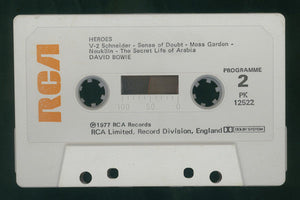 HEROES
V-2 Schneider - Sense of Doubt - Moss Garden -
Neuköln - The Secret Life of Arabia
DAVID BOWIE
PROGRAMME
2
PK
12522
RCA
100 50 0
℗ 1977 RCA Records
RCA Limited, Record Division, England DOLBY SYSTEM